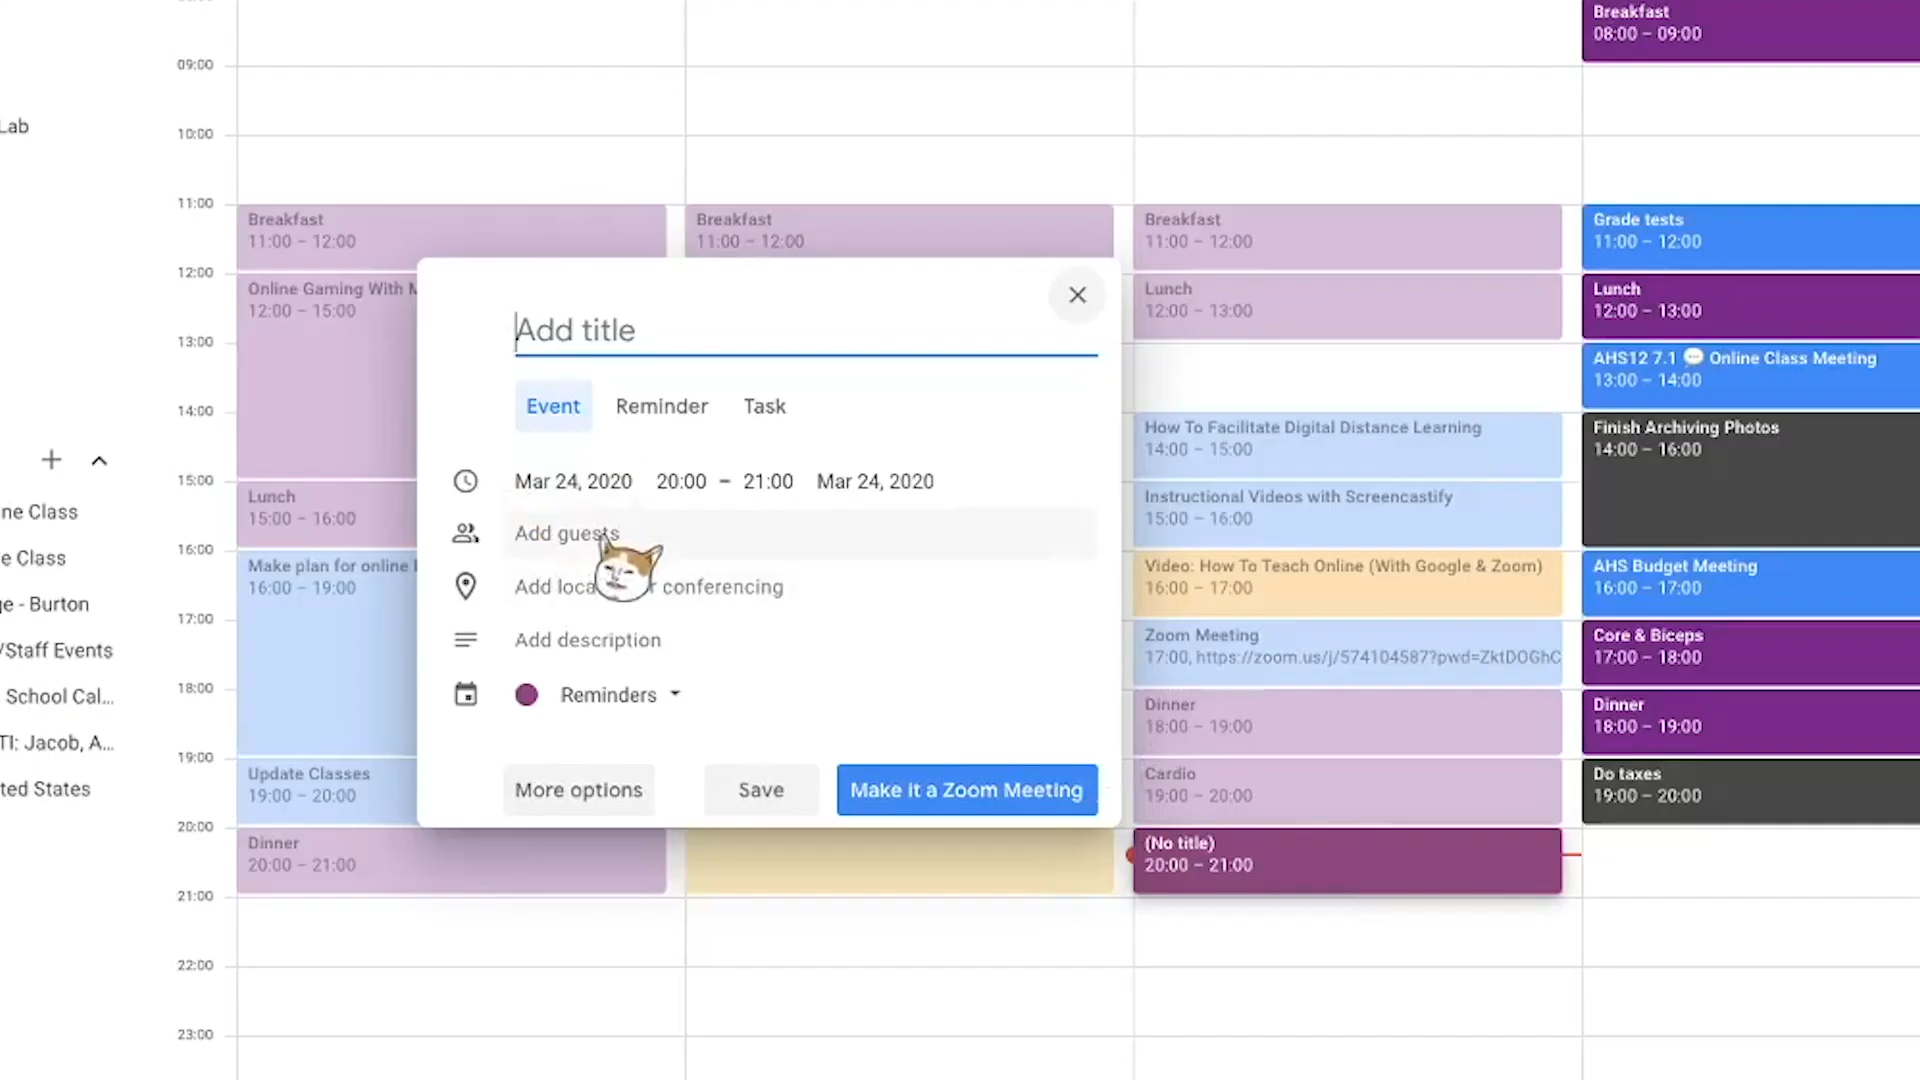 Lab
ne Class
e Class
ge - Burton
/Staff Events
School Cal...
TI: Jacob, A...
ted States
09:00
10:00
11:00
12:00
13:00
14:00
15:00
16:00
17:00
18:00
19:00
20:00
21:00
22:00
23:00
Breakfast
11:00 – 12:00
Online Gaming With M
12:00 – 15:00
Lunch
15:00 – 16:00
Make plan for online
16:00 – 19:00
Update Classes
19:00 – 20:00
Dinner
20:00 – 21:00
Breakfast
11:00 – 12:00
Add title
Event Reminder Task
Mar 24, 2020 20:00 – 21:00 Mar 24, 2020
Add guests
Add loca r conferencing
Add description
Reminders
More options Save Make it a Zoom Meeting
Breakfast
11:00 – 12:00
Lunch
12:00 – 13:00
How To Facilitate Digital Distance Learning
14:00 – 15:00
Instructional Videos with Screencastify
15:00 – 16:00
Video: How To Teach Online (With Google & Zoom)
16:00 – 17:00
Zoom Meeting
17:00, https://zoom.us/j/574104587?pwd=ZktDOGhC
Dinner
18:00 – 19:00
Cardio
19:00 – 20:00
(No title)
20:00 – 21:00
Breakfast
08:00 – 09:00
Grade tests
11:00 – 12:00
Lunch
12:00 – 13:00
AHS12 7.1 💬 Online Class Meeting
13:00 – 14:00
Finish Archiving Photos
14:00 – 16:00
AHS Budget Meeting
16:00 – 17:00
Core & Biceps
17:00 – 18:00
Dinner
18:00 – 19:00
Do taxes
19:00 – 20:00